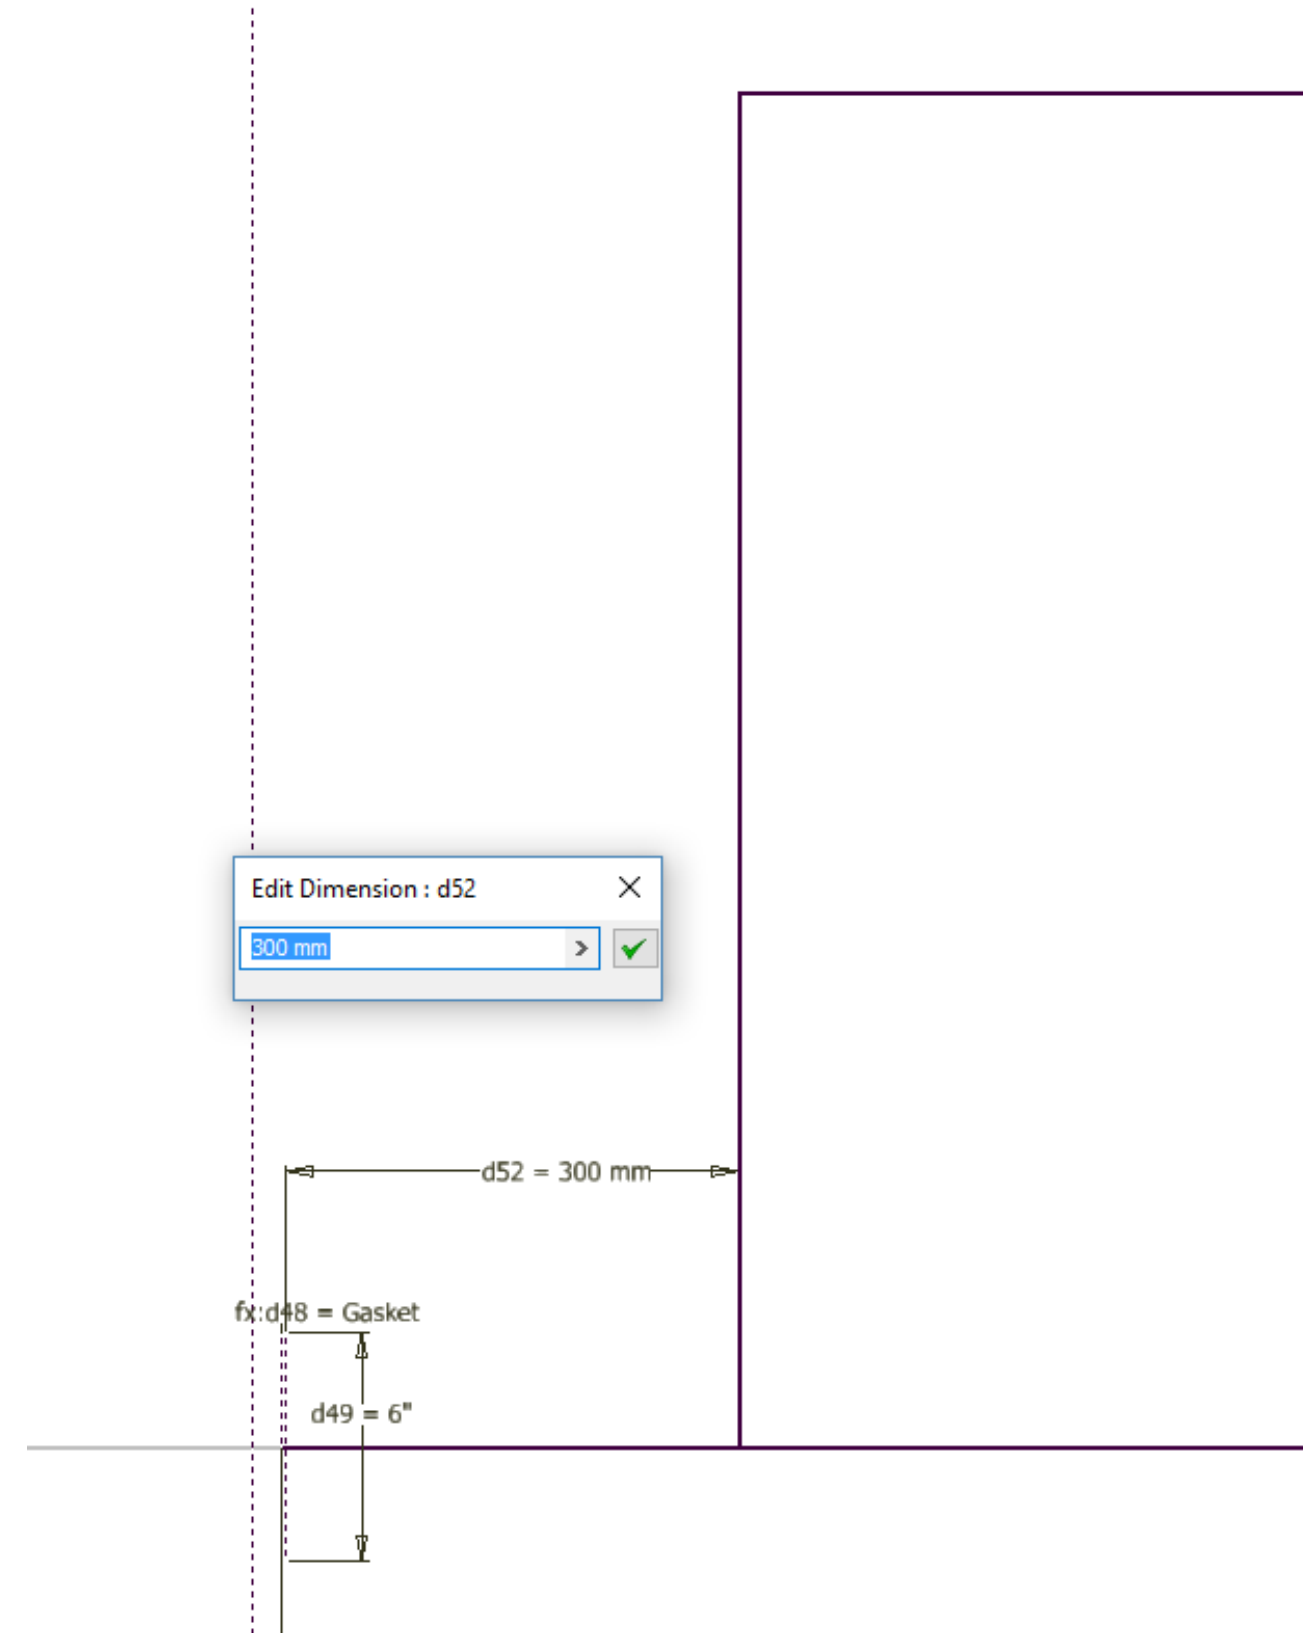 Edit Dimension : d52
300 mm
d52 = 300 mm
fx:d48 = Gasket
d49 = 6"